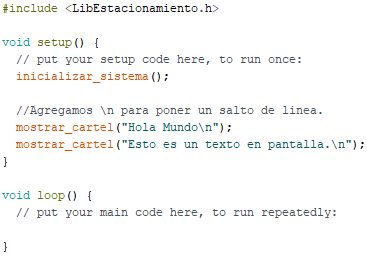 #include <LibEstacionamiento.h>
void setup() {
// put your setup code here, to run once:
inicializar_sistema();
//Agregamos \n para poner un salto de linea.
mostrar_cartel("Hola Mundo\n");
mostrar_cartel("Esto es un texto en pantalla.\n");
}
void loop() {
// put your main code here, to run repeatedly:
}